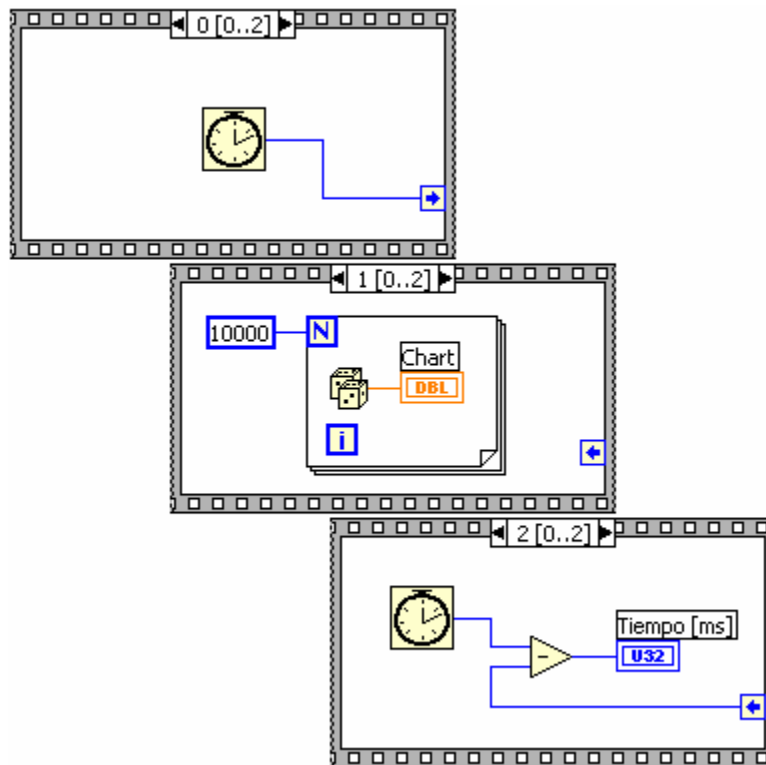 0 [0..2]
1 [0..2]
10000
N
Chart
DBL
i
2 [0..2]
Tiempo [ms]
U32